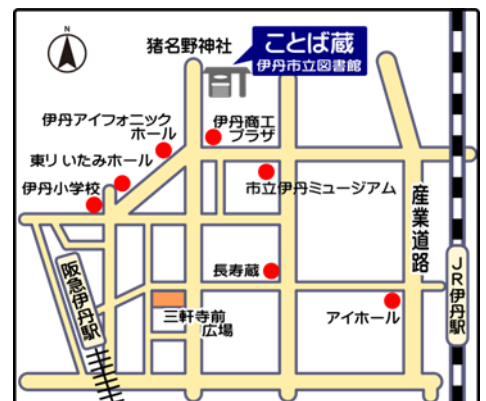 猪名野神社
ことば蔵
伊丹市立図書館
伊丹アイフォニック
ホール
伊丹商工
プラザ
東リ いたみホール
伊丹小学校
市立伊丹ミュージアム
産業道路
阪急伊丹駅
長寿蔵
三軒寺前
広場
アイホール
JR伊丹駅